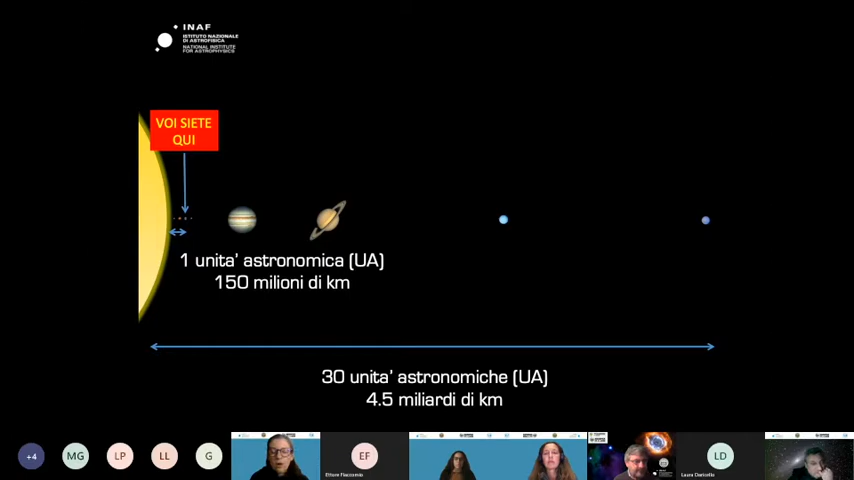 INAF
ISTITUTO NAZIONALE
DI ASTROFISICA
NATIONAL INSTITUTE
FOR ASTROPHYSICS
VOI SIETE
QUI
1 unita' astronomica (UA)
150 milioni di km
30 unita' astronomiche (UA)
4.5 miliardi di km
+4
MG
LP
LL
G
EF
Ettore Flaccomio
LD
Laura Daricello